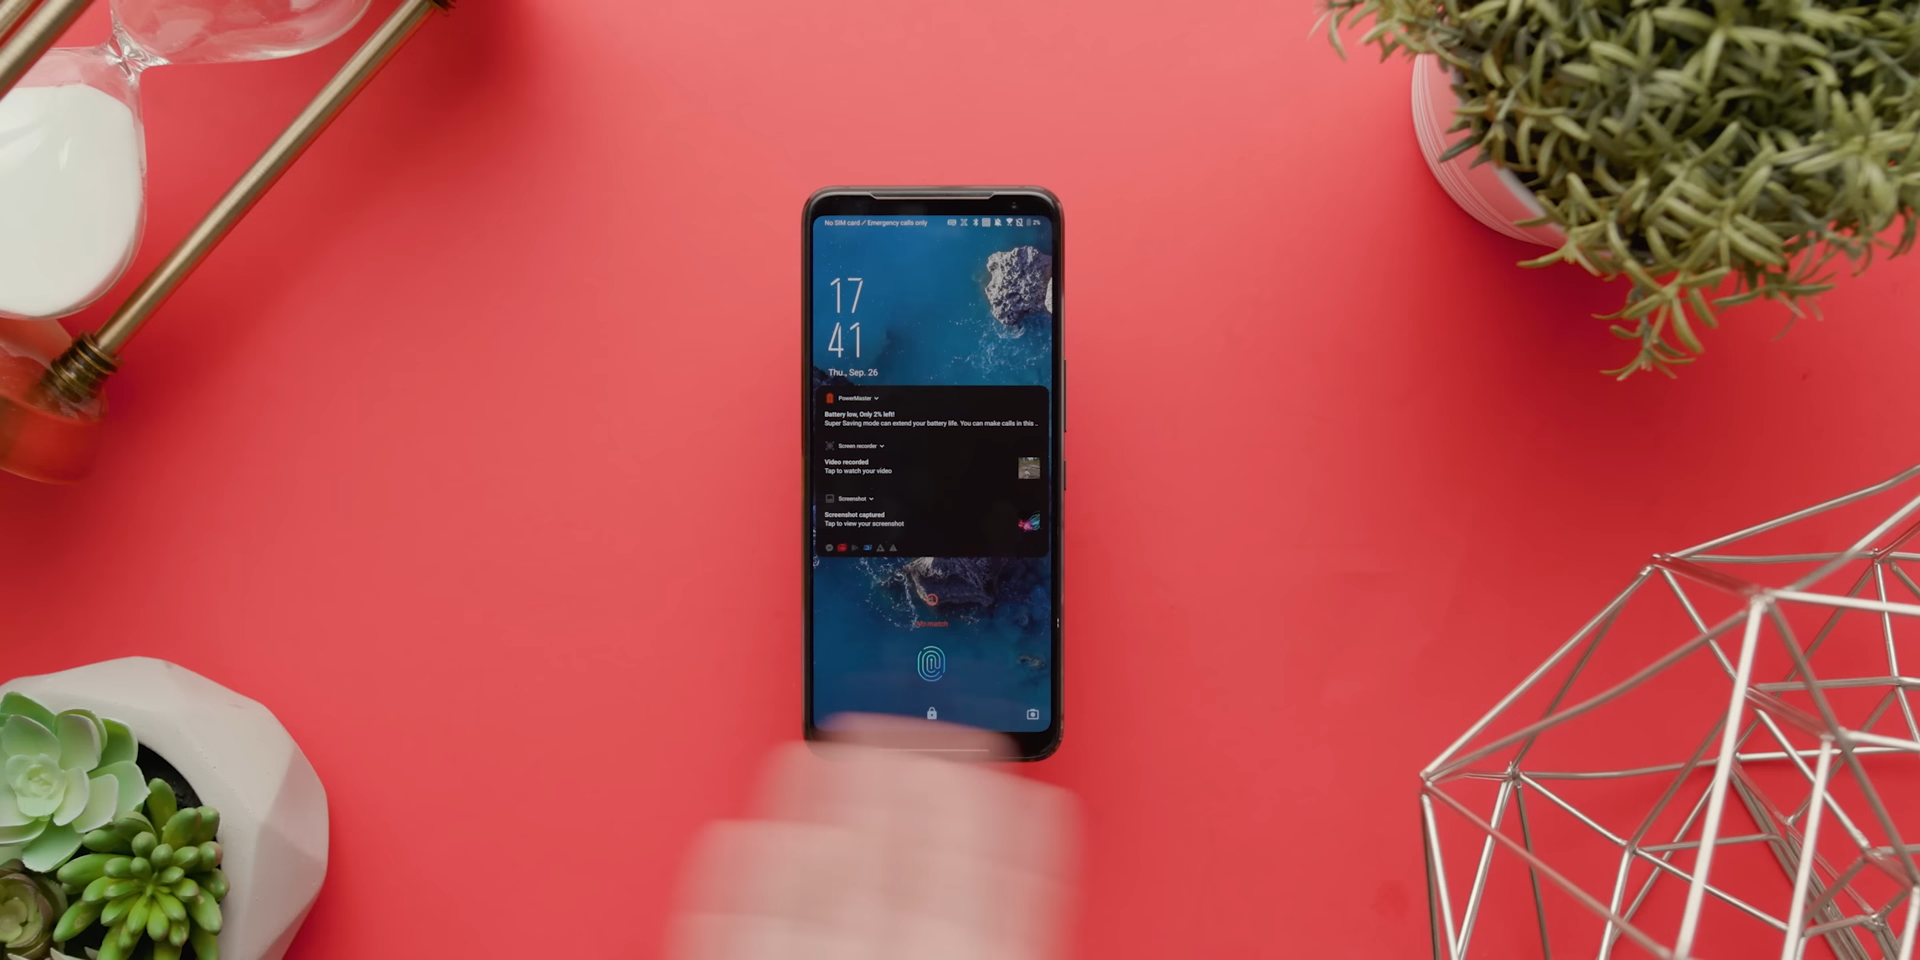 No SIM card / Emergency calls only
2%
17
41
Thu., Sep. 26
PowerMaster
Battery low, Only 2% left!
Super Saving mode can extend your battery life. You can make calls in this ..
Screen recorder
Video recorded
Tap to watch your video
Screenshot
Screenshot captured
Tap to view your screenshot